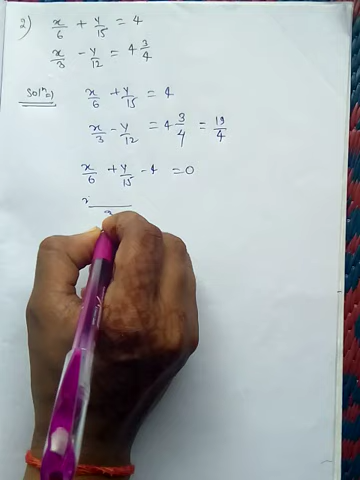 2) x/6 + y/15 = 4
x/3 - y/12 = 4 3/4
Solⁿ⇒ x/6 + y/15 = 4
x/3 - y/12 = 4 3/4 = 19/4
x/6 + y/15 - 4 = 0
x